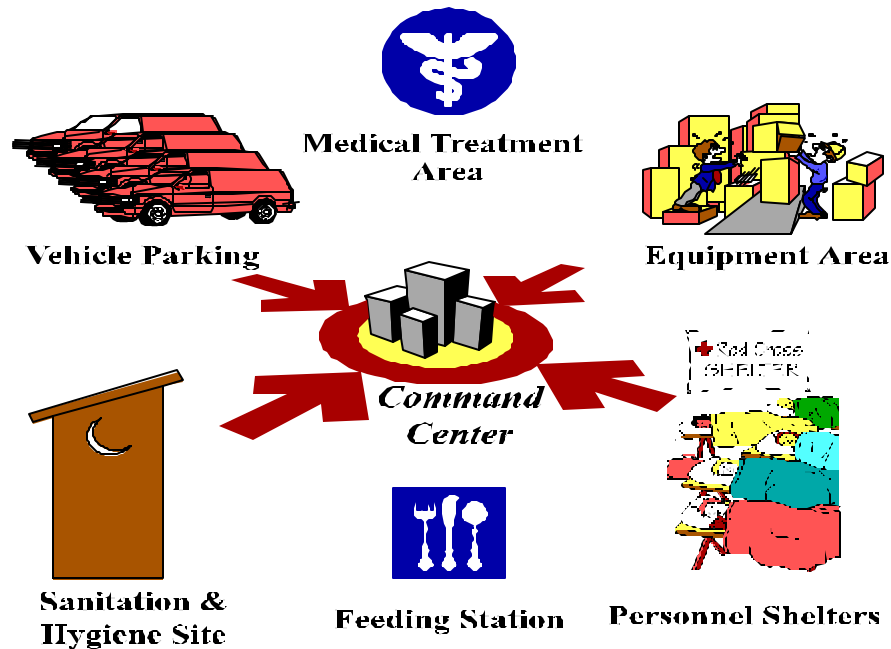 Medical Treatment
Area
Vehicle Parking
Equipment Area
Red Cross
SHELTER
Command
Center
Sanitation &
Hygiene Site
Feeding Station
Personnel Shelters